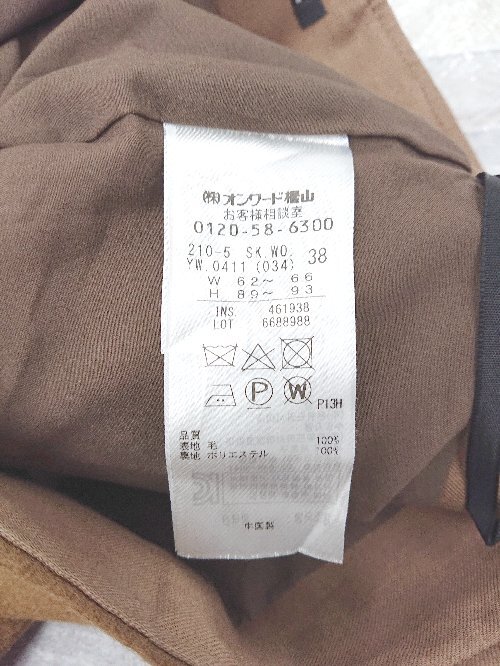 (株)オンワード樫山
お客様相談室
0120-58-6300
210-5 SK.WO. 38
YW.0411 (034)
W 62～ 66
H 89～ 93
INS. 461938
LOT 6688988
P W P13H
品質
表地 毛 100%
裏地 ポリエステル 100%
中国製